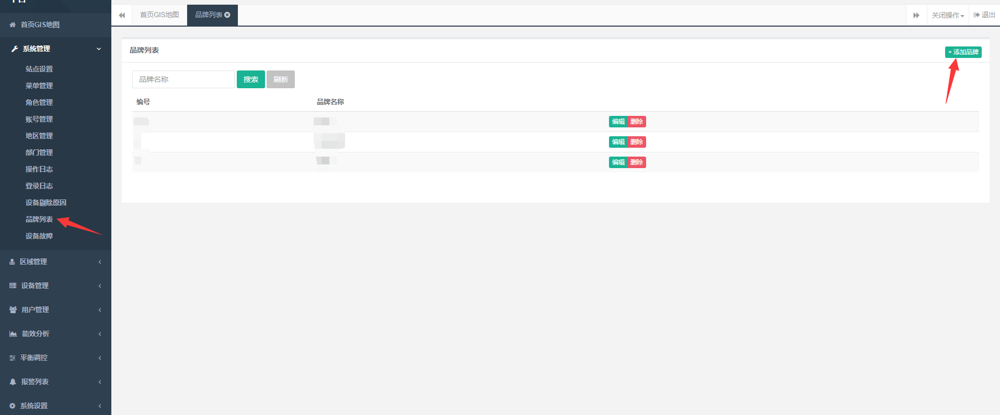 首页GIS地图
系统管理
站点设置
菜单管理
角色管理
账号管理
地区管理
部门管理
操作日志
登录日志
设备剔除原因
品牌列表
设备故障
区域管理
设备管理
用户管理
能效分析
平衡调控
报警列表
系统设置
首页GIS地图 品牌列表 关闭操作 退出
品牌列表 + 添加品牌
品牌名称 搜索 刷新
编号 品牌名称
编辑 删除
编辑 删除
编辑 删除